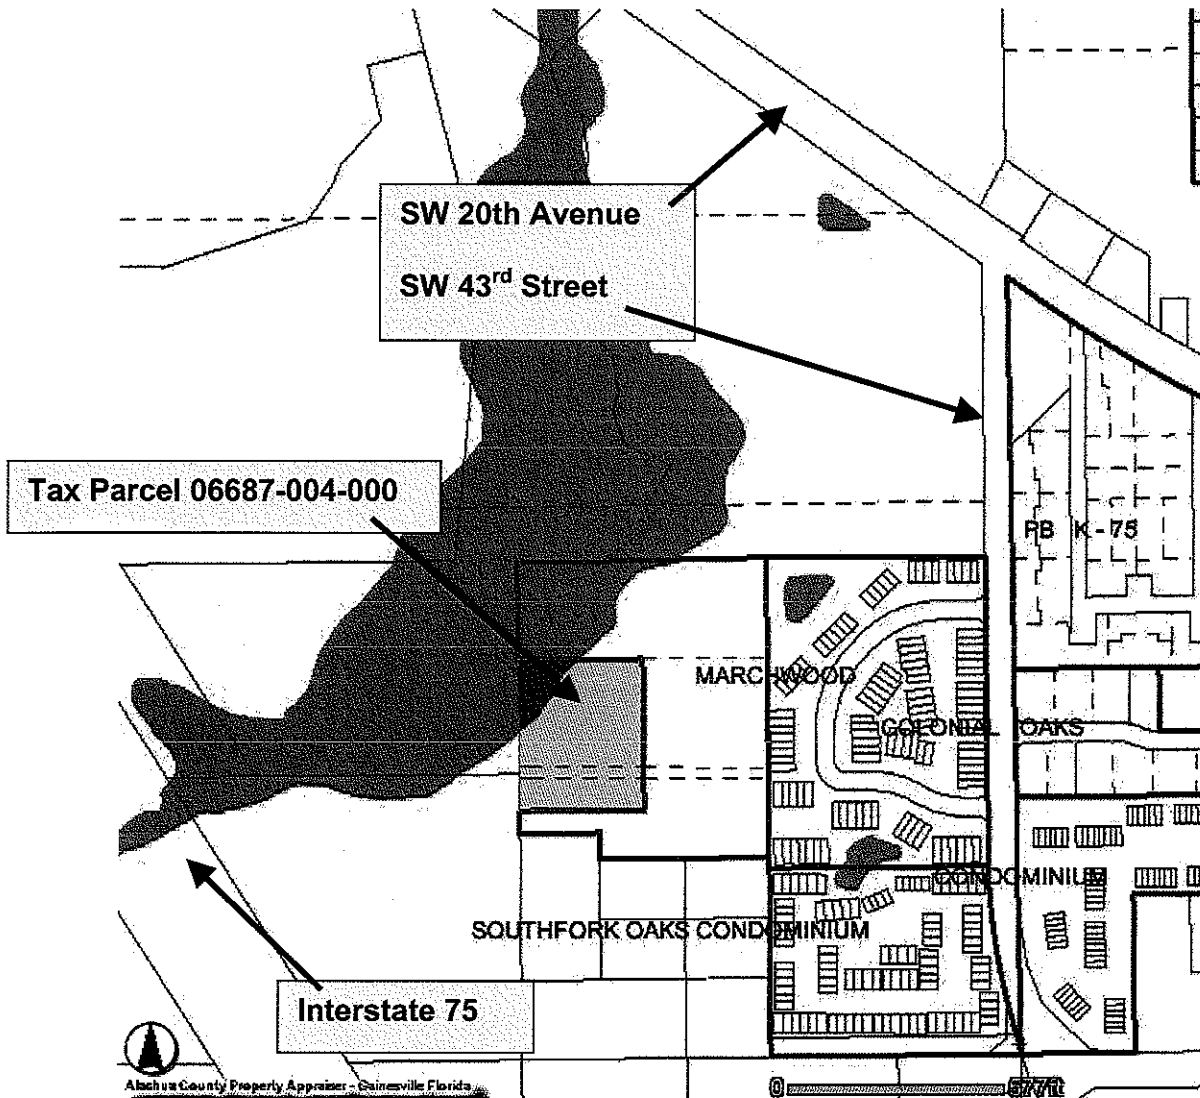 SW 20th Avenue
SW 43rd Street
Tax Parcel 06687-004-000
PB K - 75
MARCHWOOD
COLONIAL OAKS
CONDOMINIUM
SOUTHFORK OAKS CONDOMINIUM
Interstate 75
Alachua County Property Appraiser - Gainesville Florida
0 577ft